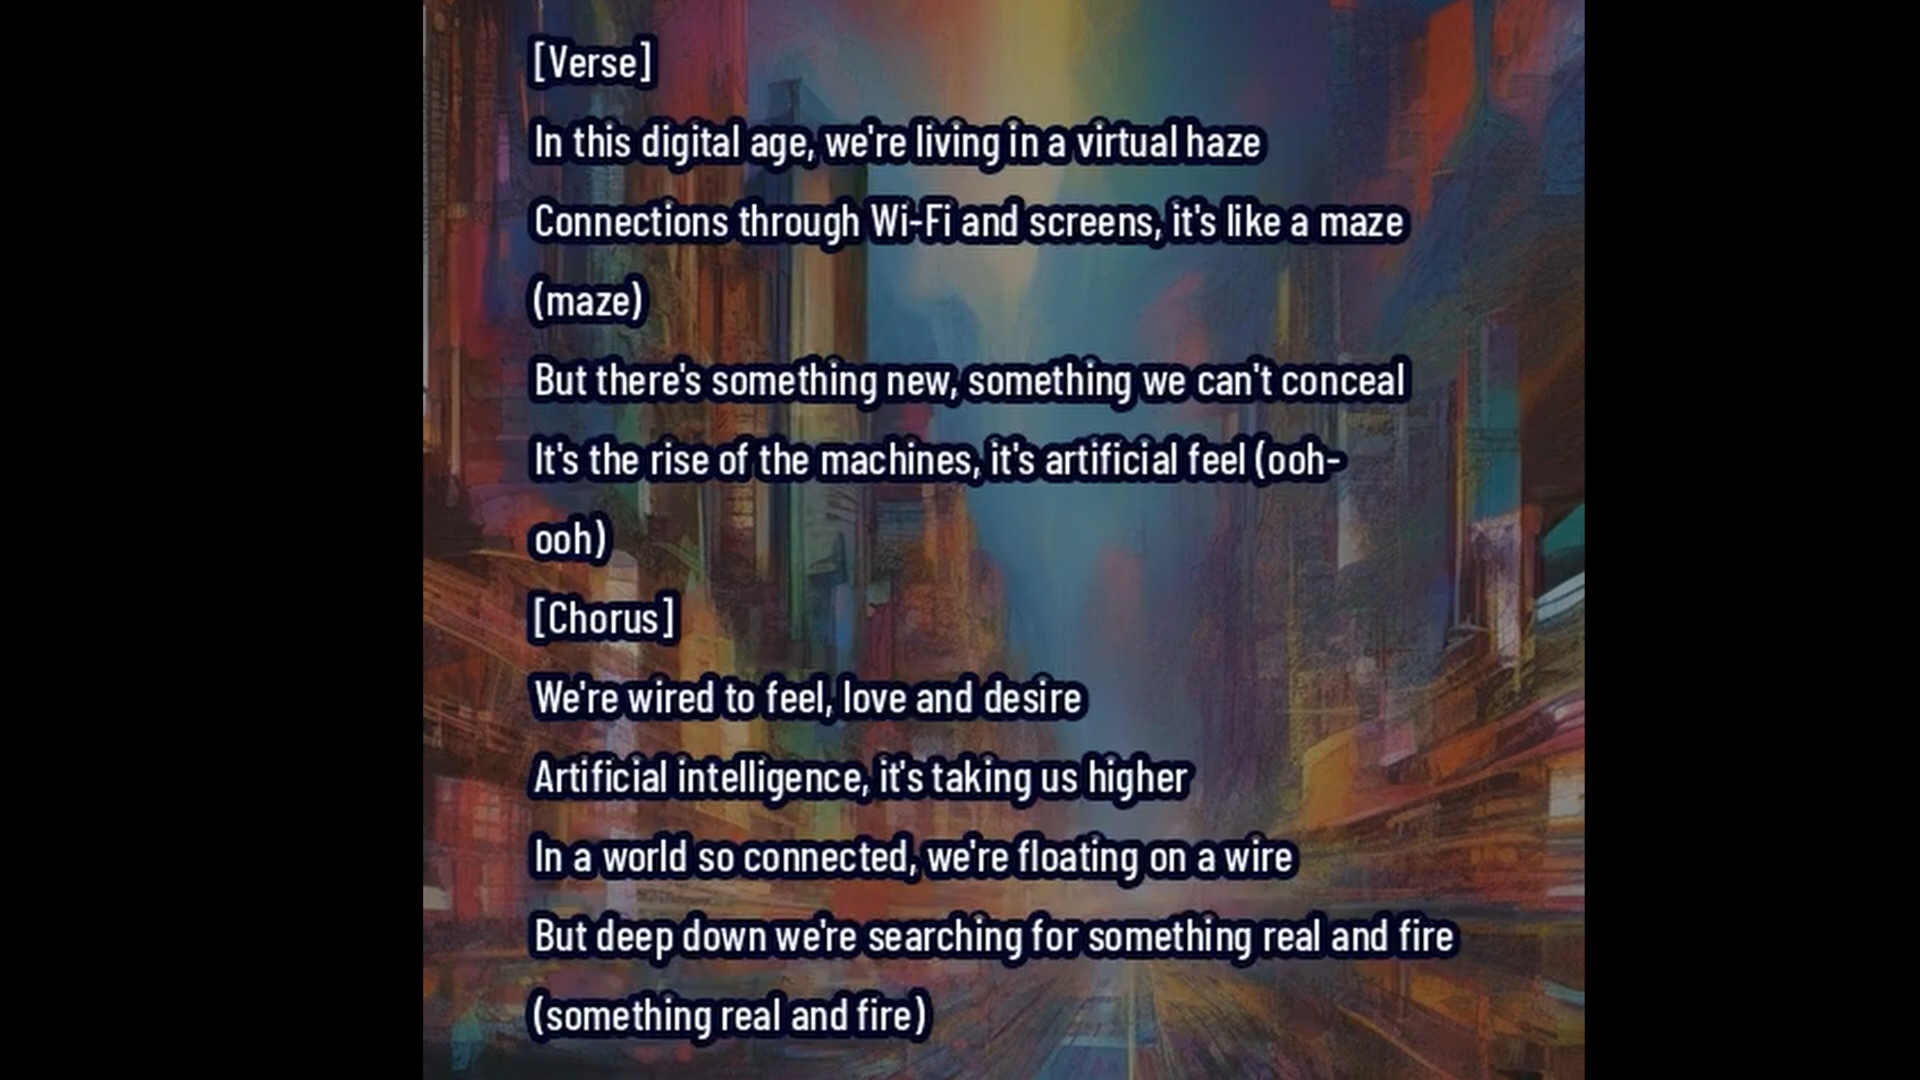 [Verse]
In this digital age, we're living in a virtual haze
Connections through Wi-Fi and screens, it's like a maze
(maze)
But there's something new, something we can't conceal
It's the rise of the machines, it's artificial feel (ooh-
ooh)
[Chorus]
We're wired to feel, love and desire
Artificial intelligence, it's taking us higher
In a world so connected, we're floating on a wire
But deep down we're searching for something real and fire
(something real and fire)